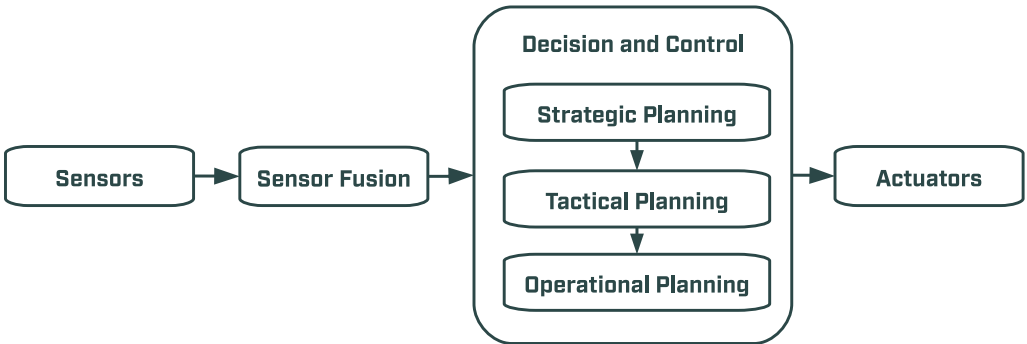 Decision and Control
Strategic Planning
Sensors
Sensor Fusion
Tactical Planning
Actuators
Operational Planning